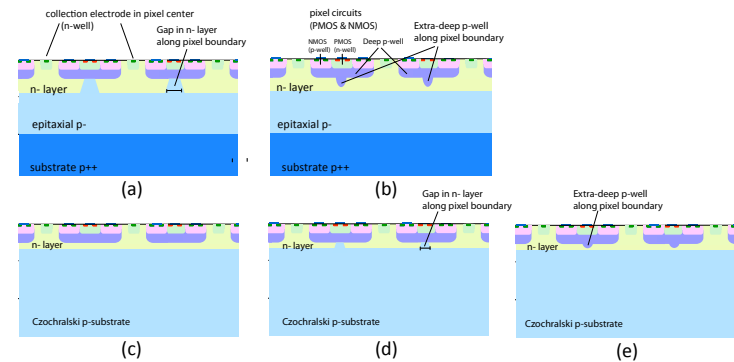 collection electrode in pixel center
(n-well)
Gap in n- layer
along pixel boundary
n- layer
epitaxial p-
substrate p++
(a)
pixel circuits
(PMOS & NMOS)
NMOS
(p-well)
PMOS
(n-well)
Deep p-well
Extra-deep p-well
along pixel boundary
n- layer
epitaxial p-
substrate p++
(b)
n- layer
Czochralski p-substrate
(c)
Gap in n- layer
along pixel boundary
n- layer
Czochralski p-substrate
(d)
Extra-deep p-well
along pixel boundary
n- layer
Czochralski p-substrate
(e)